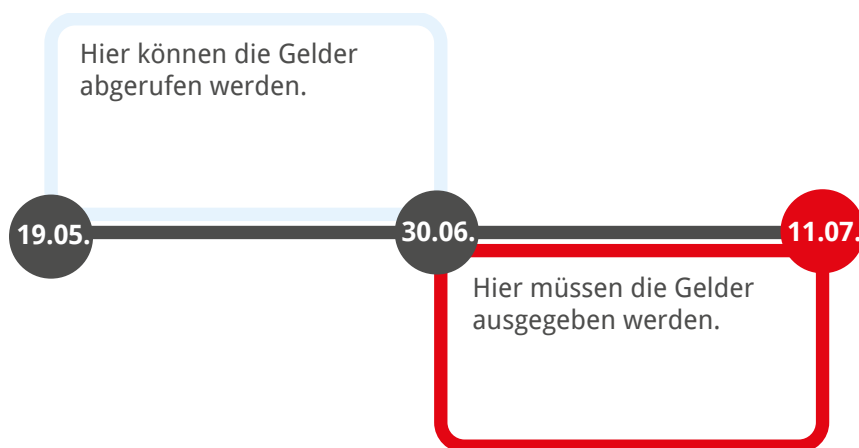 Hier können die Gelder
abgerufen werden.
19.05.
30.06.
11.07.
Hier müssen die Gelder
ausgegeben werden.